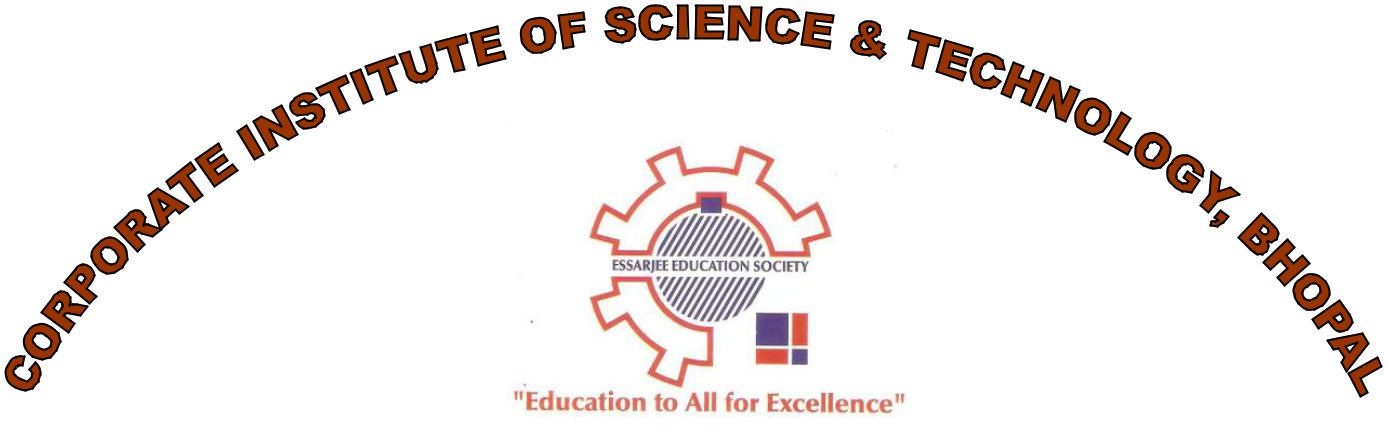 CORPORATE INSTITUTE OF SCIENCE & TECHNOLOGY, BHOPAL
ESSARJEE EDUCATION SOCIETY
"Education to All for Excellence"